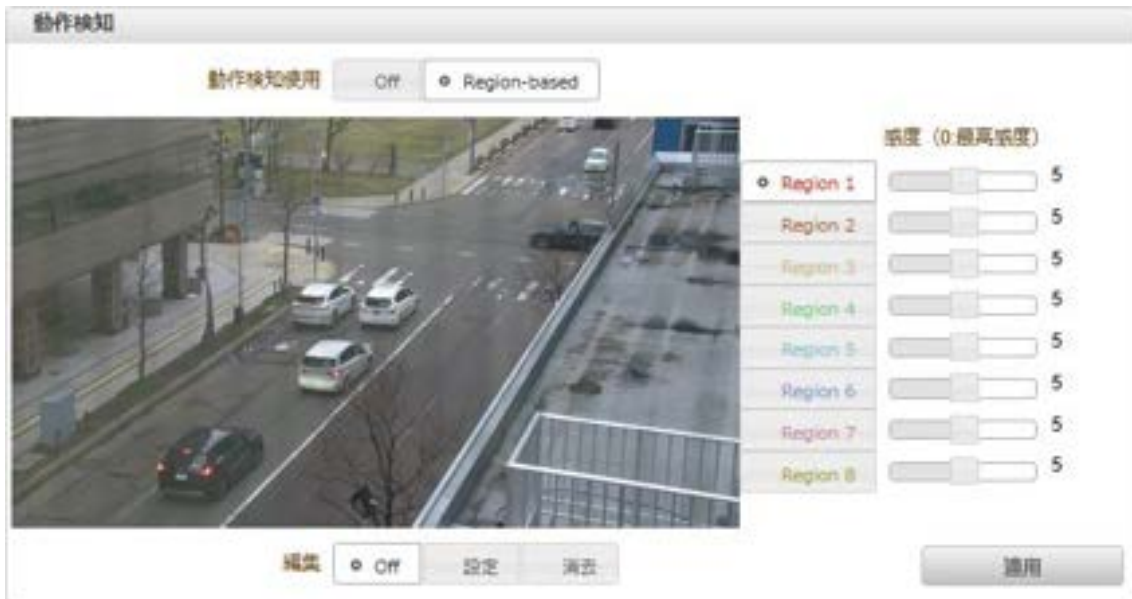 動作検知
動作検知使用 Off Region-based
感度 (0:最高感度)
Region 1 5
Region 2 5
Region 3 5
Region 4 5
Region 5 5
Region 6 5
Region 7 5
Region 8 5
編集 Off 設定 消去
適用